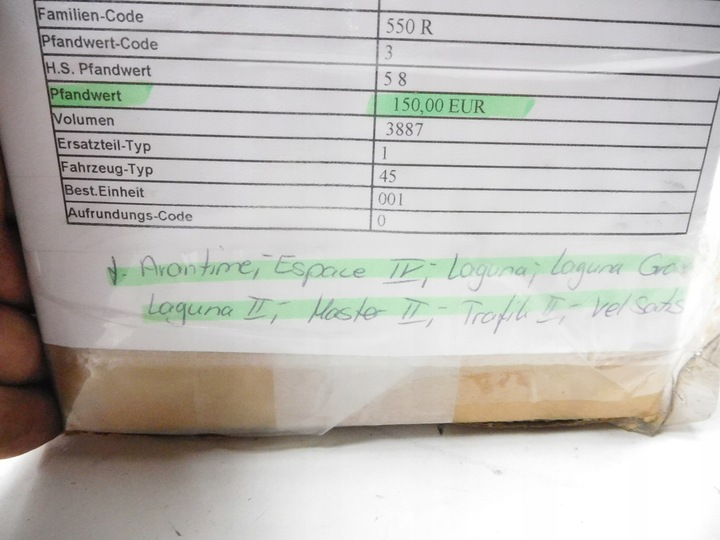 Familien-Code 550 R
Pfandwert-Code 3
H.S. Pfandwert 5 8
Pfandwert 150,00 EUR
Volumen 3887
Ersatzteil-Typ 1
Fahrzeug-Typ 45
Best.Einheit 001
Aufrundungs-Code 0
f. Avantime,- Espace IV,- Laguna,- Laguna
Laguna II,- Master II,- Trafik II,- Vel Satis